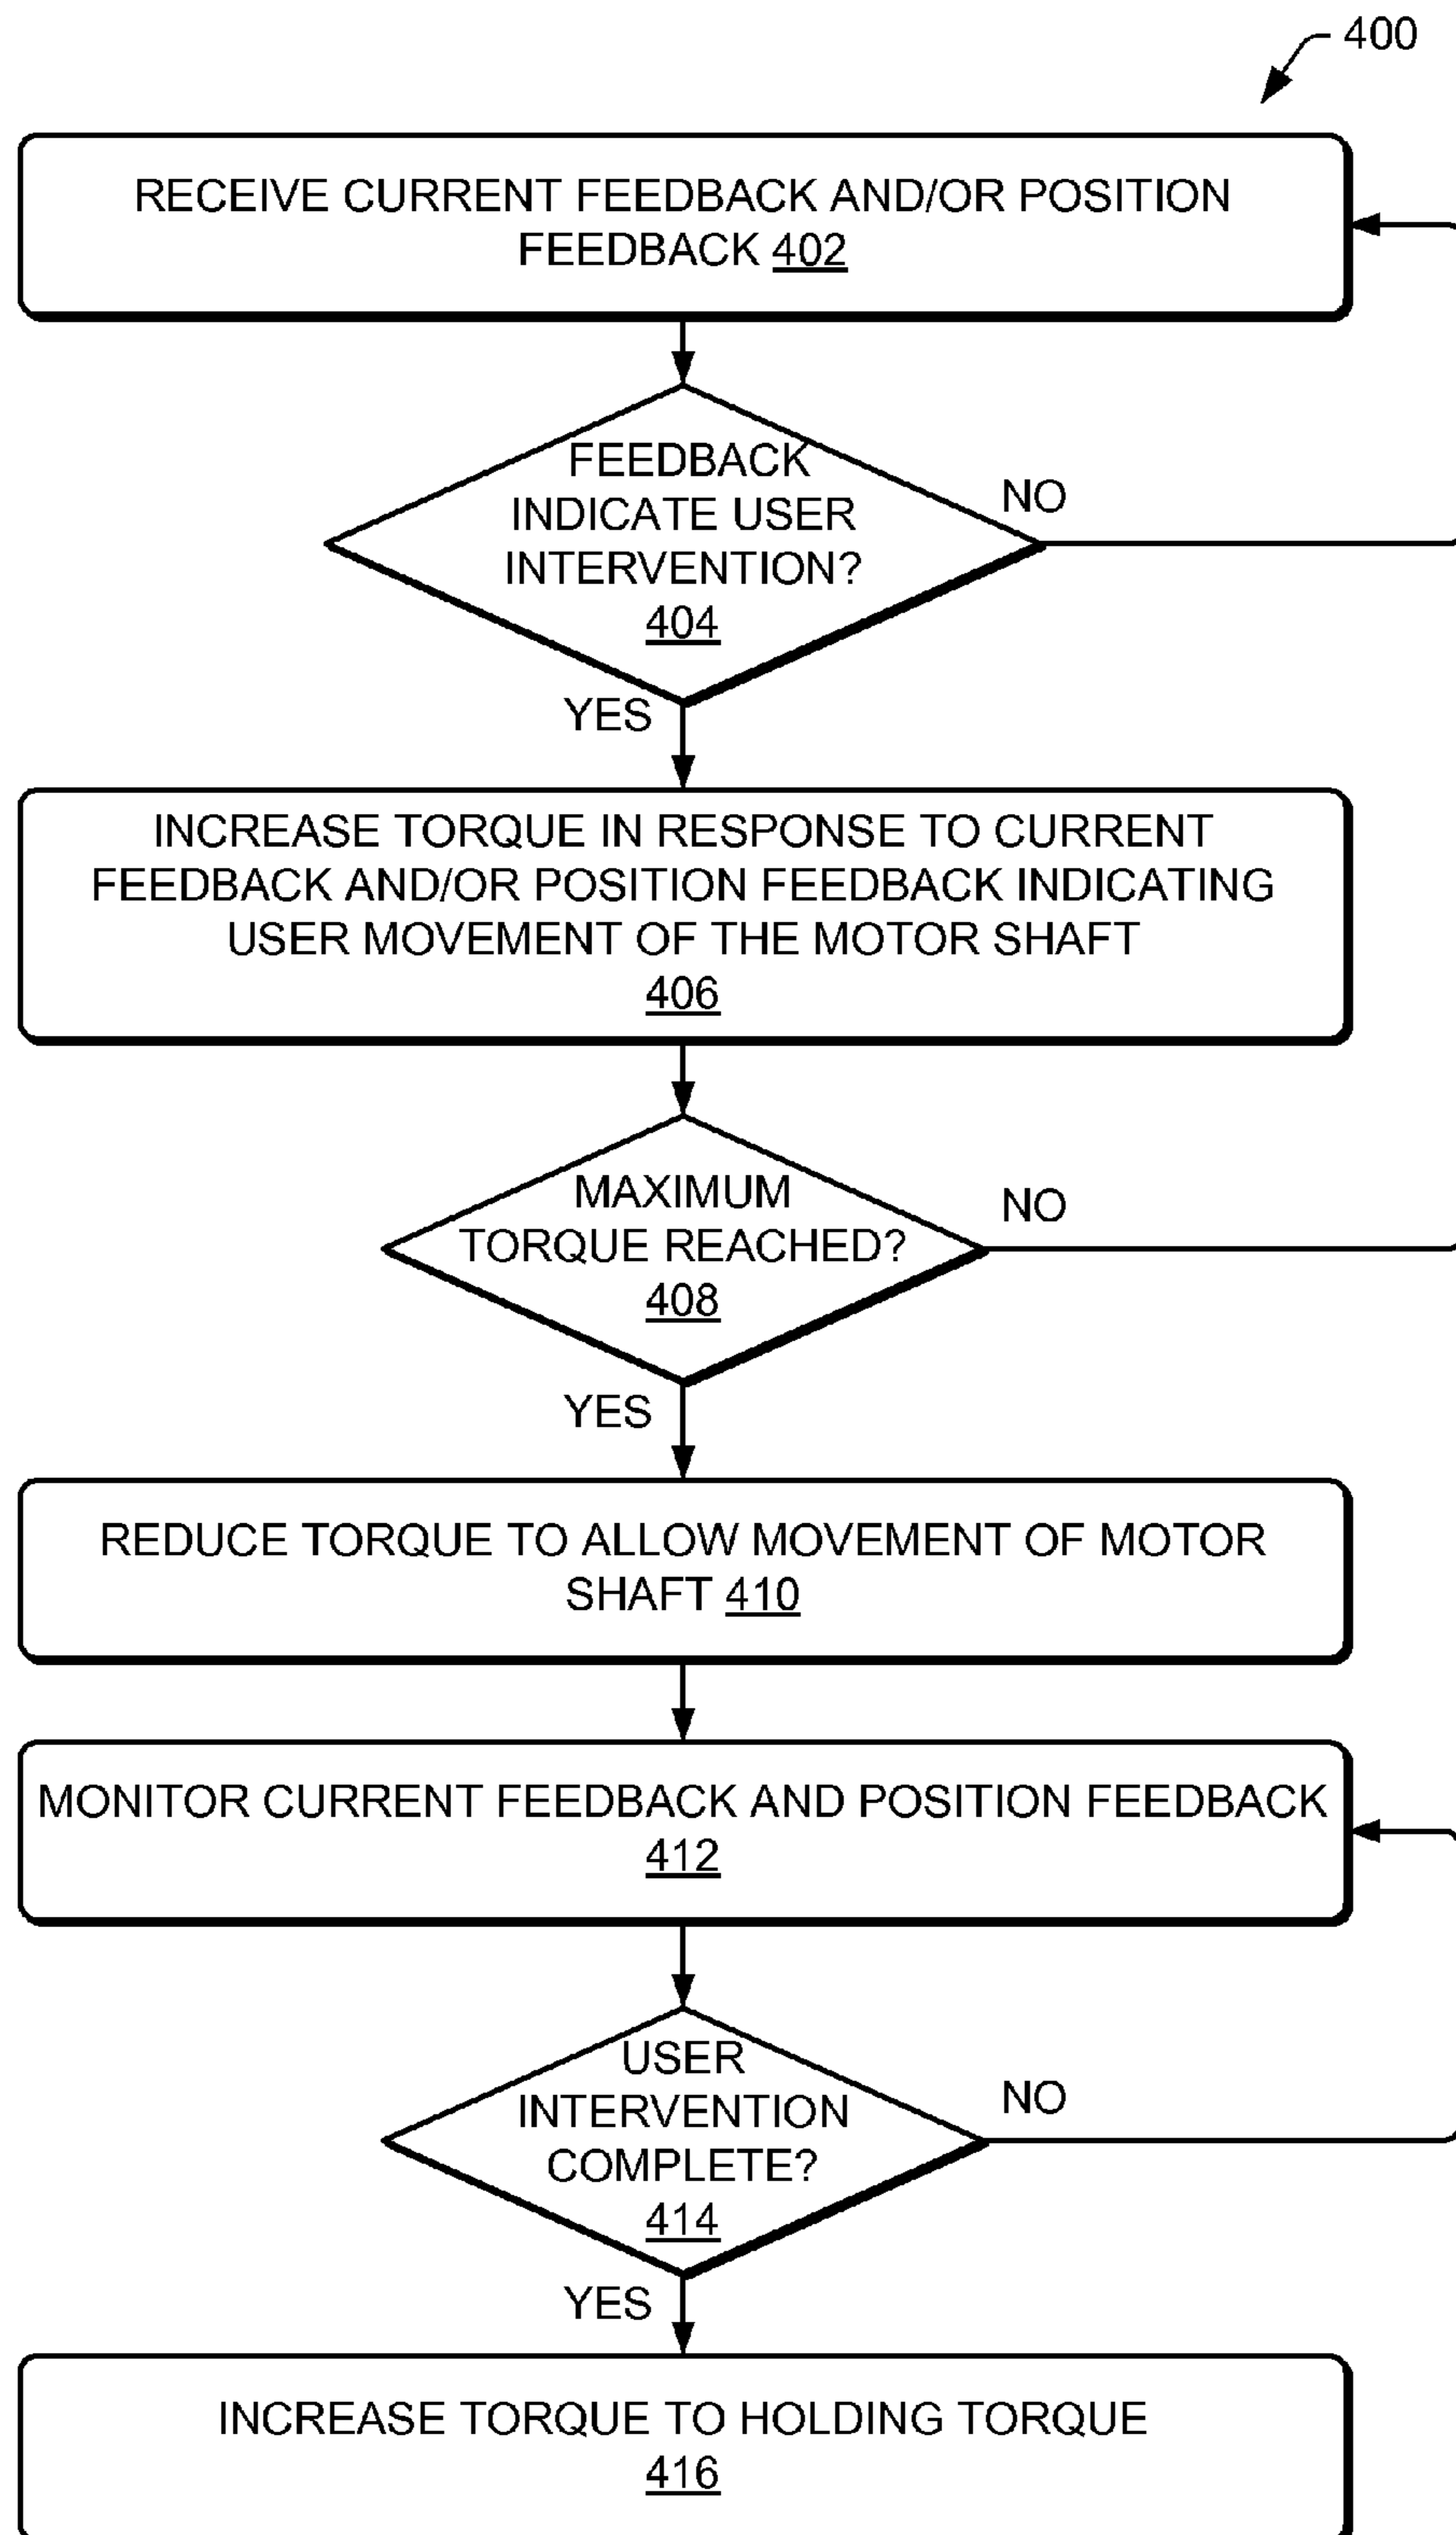 400
RECEIVE CURRENT FEEDBACK AND/OR POSITION
FEEDBACK 402
FEEDBACK
INDICATE USER
INTERVENTION?
404
NO
YES
INCREASE TORQUE IN RESPONSE TO CURRENT
FEEDBACK AND/OR POSITION FEEDBACK INDICATING
USER MOVEMENT OF THE MOTOR SHAFT
406
MAXIMUM
TORQUE REACHED?
408
NO
YES
REDUCE TORQUE TO ALLOW MOVEMENT OF MOTOR
SHAFT 410
MONITOR CURRENT FEEDBACK AND POSITION FEEDBACK
412
USER
INTERVENTION
COMPLETE?
414
NO
YES
INCREASE TORQUE TO HOLDING TORQUE
416